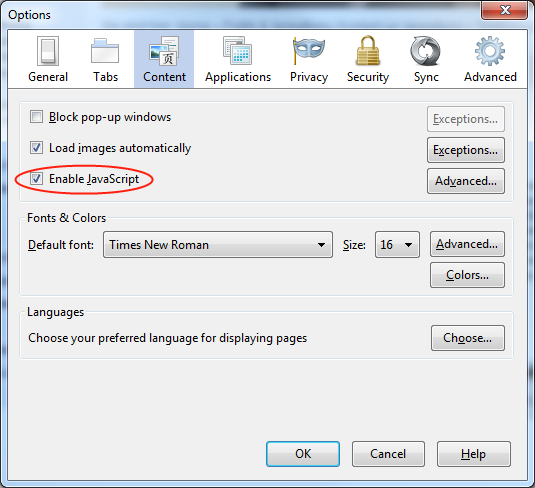 Options
General Tabs Content Applications Privacy Security Sync Advanced
Block pop-up windows Exceptions...
Load images automatically Exceptions...
Enable JavaScript Advanced...
Fonts & Colors
Default font: Times New Roman Size: 16 Advanced...
Colors...
Languages
Choose your preferred language for displaying pages Choose...
OK Cancel Help